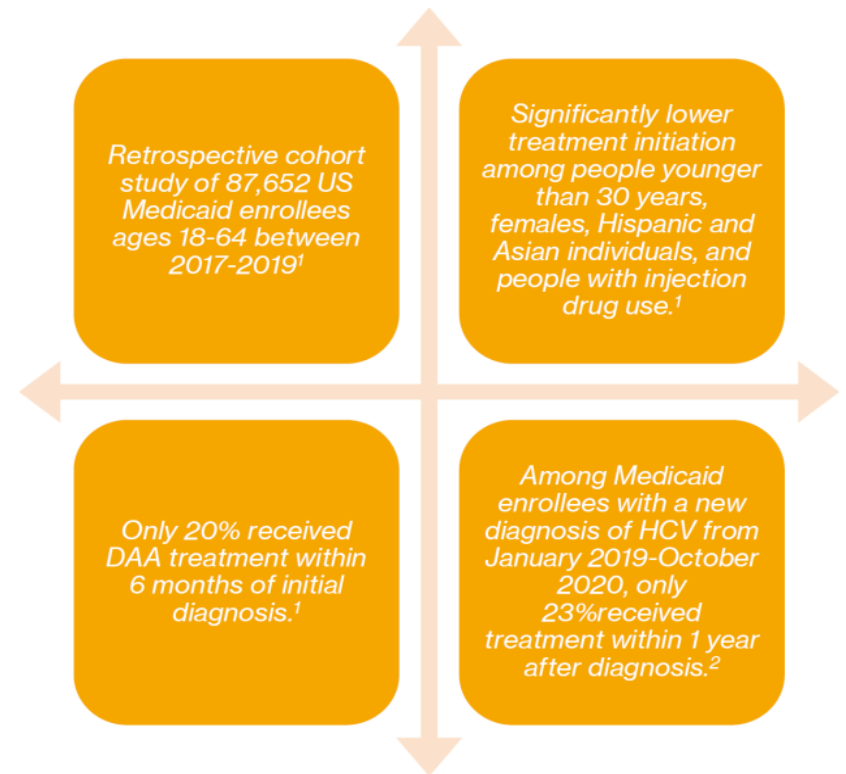 Retrospective cohort
study of 87,652 US
Medicaid enrollees
ages 18-64 between
2017-2019¹
Significantly lower
treatment initiation
among people younger
than 30 years,
females, Hispanic and
Asian individuals, and
people with injection
drug use.¹
Only 20% received
DAA treatment within
6 months of initial
diagnosis.¹
Among Medicaid
enrollees with a new
diagnosis of HCV from
January 2019-October
2020, only
23%received
treatment within 1 year
after diagnosis.²